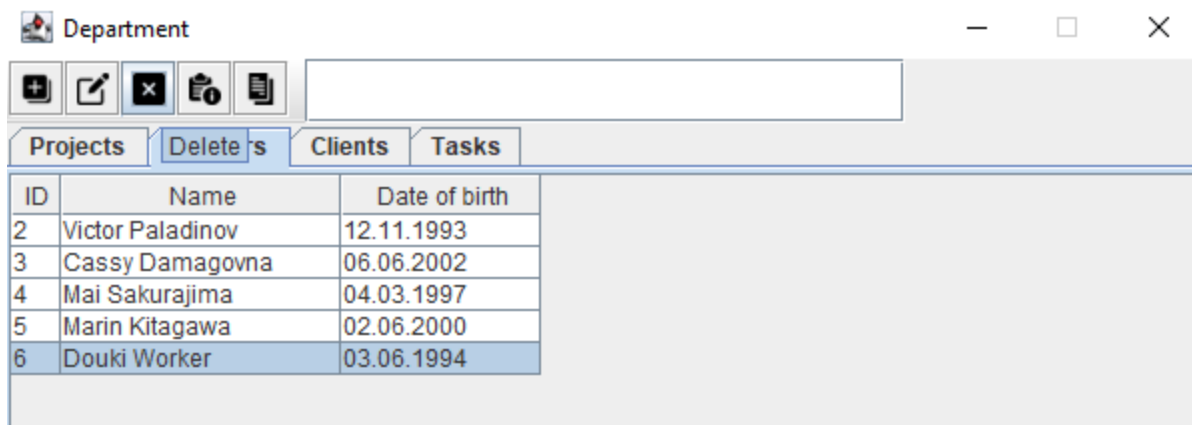 Department
Projects Delete rs Clients Tasks
ID Name Date of birth
2 Victor Paladinov 12.11.1993
3 Cassy Damagovna 06.06.2002
4 Mai Sakurajima 04.03.1997
5 Marin Kitagawa 02.06.2000
6 Douki Worker 03.06.1994